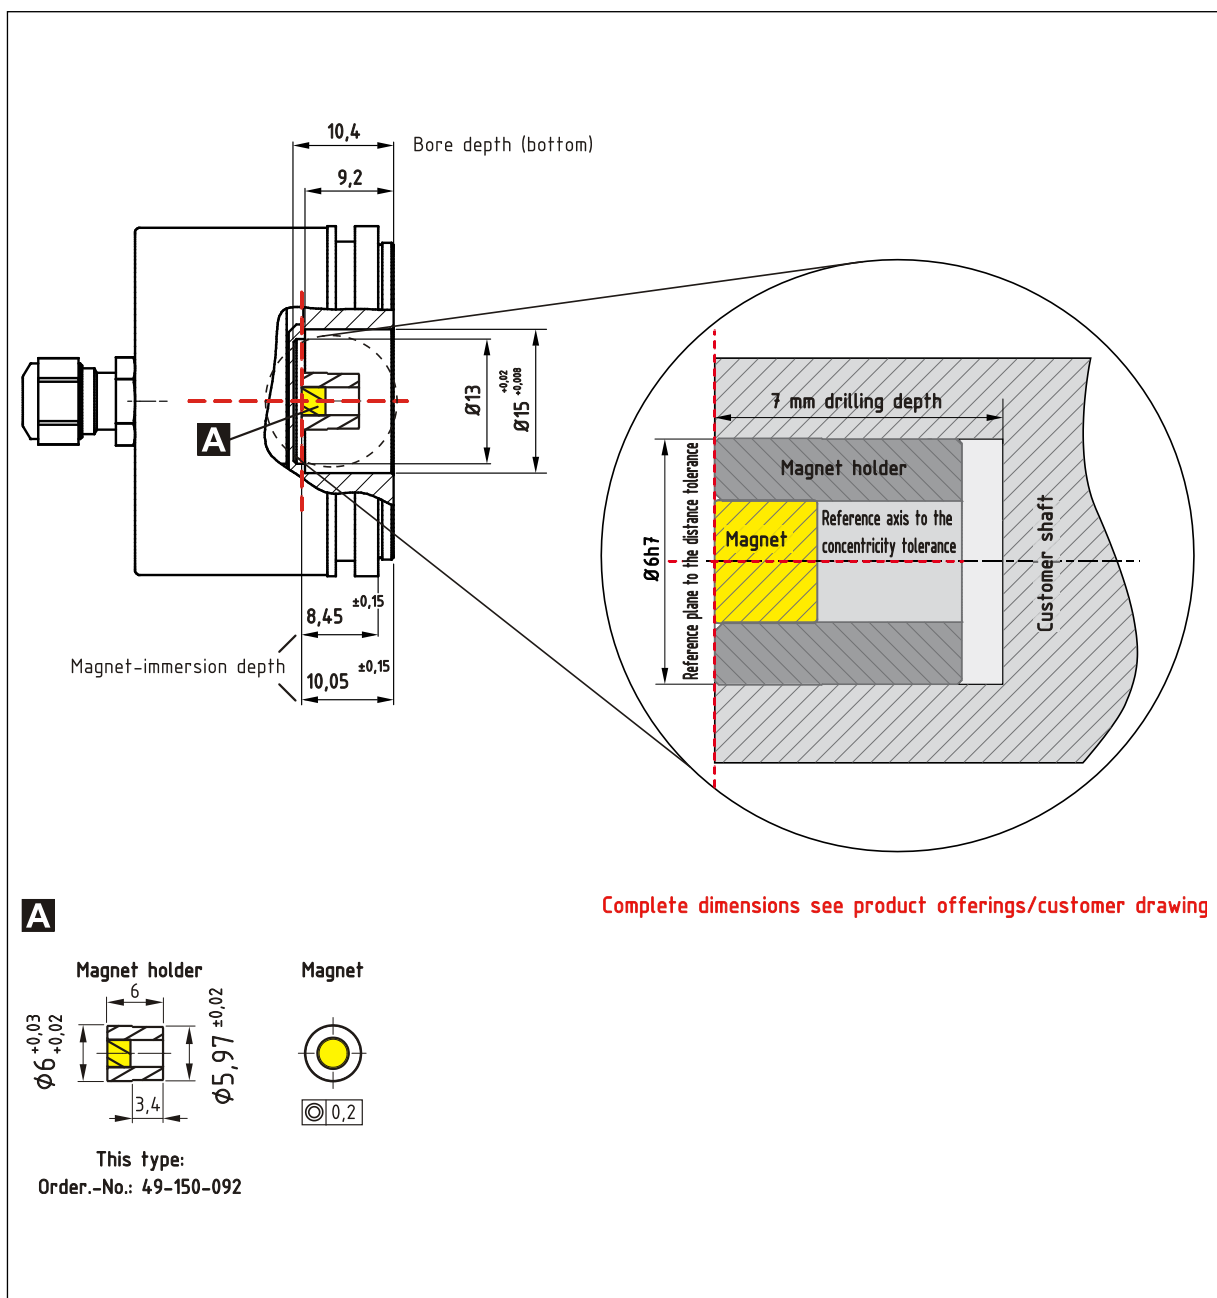 10,4
Bore depth (bottom)
9,2
Ø13
Ø15 +0,02 +0,008
A
8,45 ±0,15
Magnet-immersion depth
10,05 ±0,15
7 mm drilling depth
Magnet holder
Reference plane to the distance tolerance
Ø6h7
Magnet
Reference axis to the
concentricity tolerance
Customer shaft
Complete dimensions see product offerings/customer drawing
A
Magnet holder
Magnet
6
Ø6 +0,03 +0,02
Ø5,97 ±0,02
3,4
◎ 0,2
This type:
Order.-No.: 49-150-092